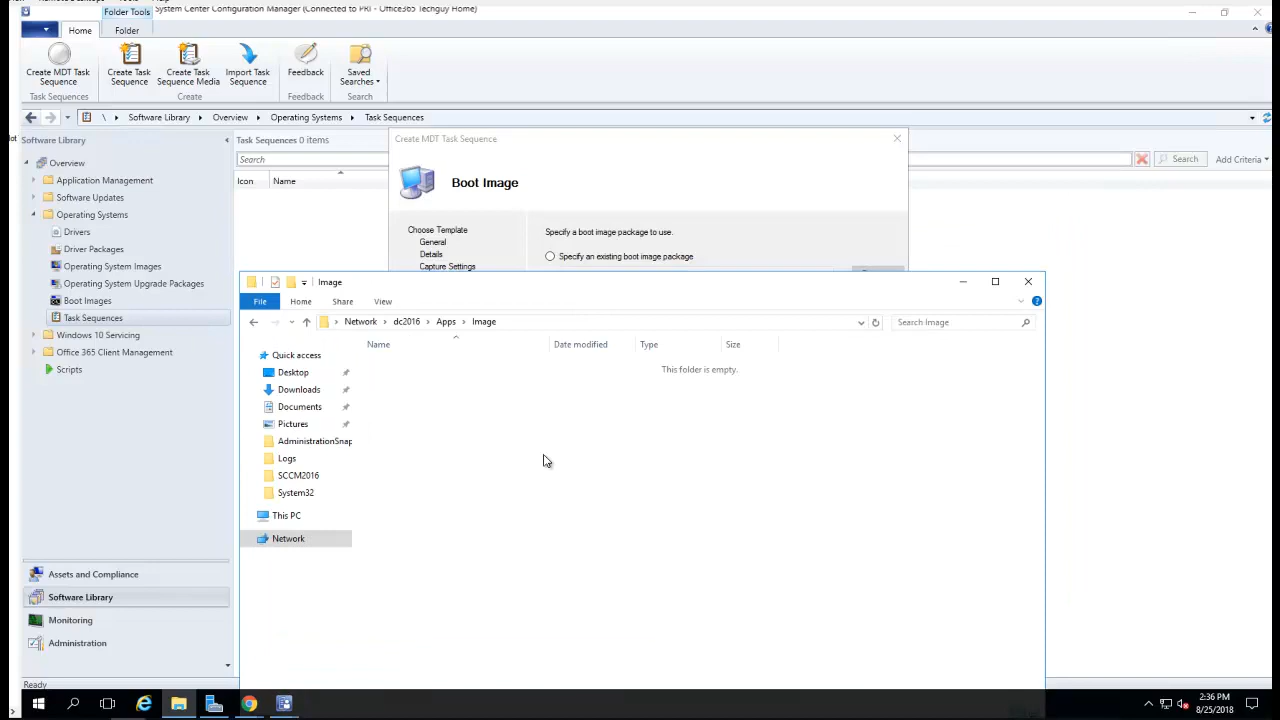 Folder Tools
System Center Configuration Manager (Connected to PRI - Office365 Techguy Home)
Home
Folder
Create MDT Task Sequence
Create Task Sequence
Create Task Sequence Media
Import Task Sequence
Feedback
Saved Searches
Task Sequences
Create
Feedback
Search
\ Software Library Overview Operating Systems Task Sequences
Software Library
Task Sequences 0 items
Search
Search
Add Criteria
Icon
Name
Overview
Application Management
Software Updates
Operating Systems
Drivers
Driver Packages
Operating System Images
Operating System Upgrade Packages
Boot Images
Task Sequences
Windows 10 Servicing
Office 365 Client Management
Scripts
Assets and Compliance
Software Library
Monitoring
Administration
Ready
Create MDT Task Sequence
Boot Image
Choose Template
General
Details
Capture Settings
Specify a boot image package to use.
Specify an existing boot image package
Image
File
Home
Share
View
Network dc2016 Apps Image
Search Image
Name
Date modified
Type
Size
This folder is empty.
Quick access
Desktop
Downloads
Documents
Pictures
AdministrationSnap
Logs
SCCM2016
System32
This PC
Network
2:36 PM
8/25/2018